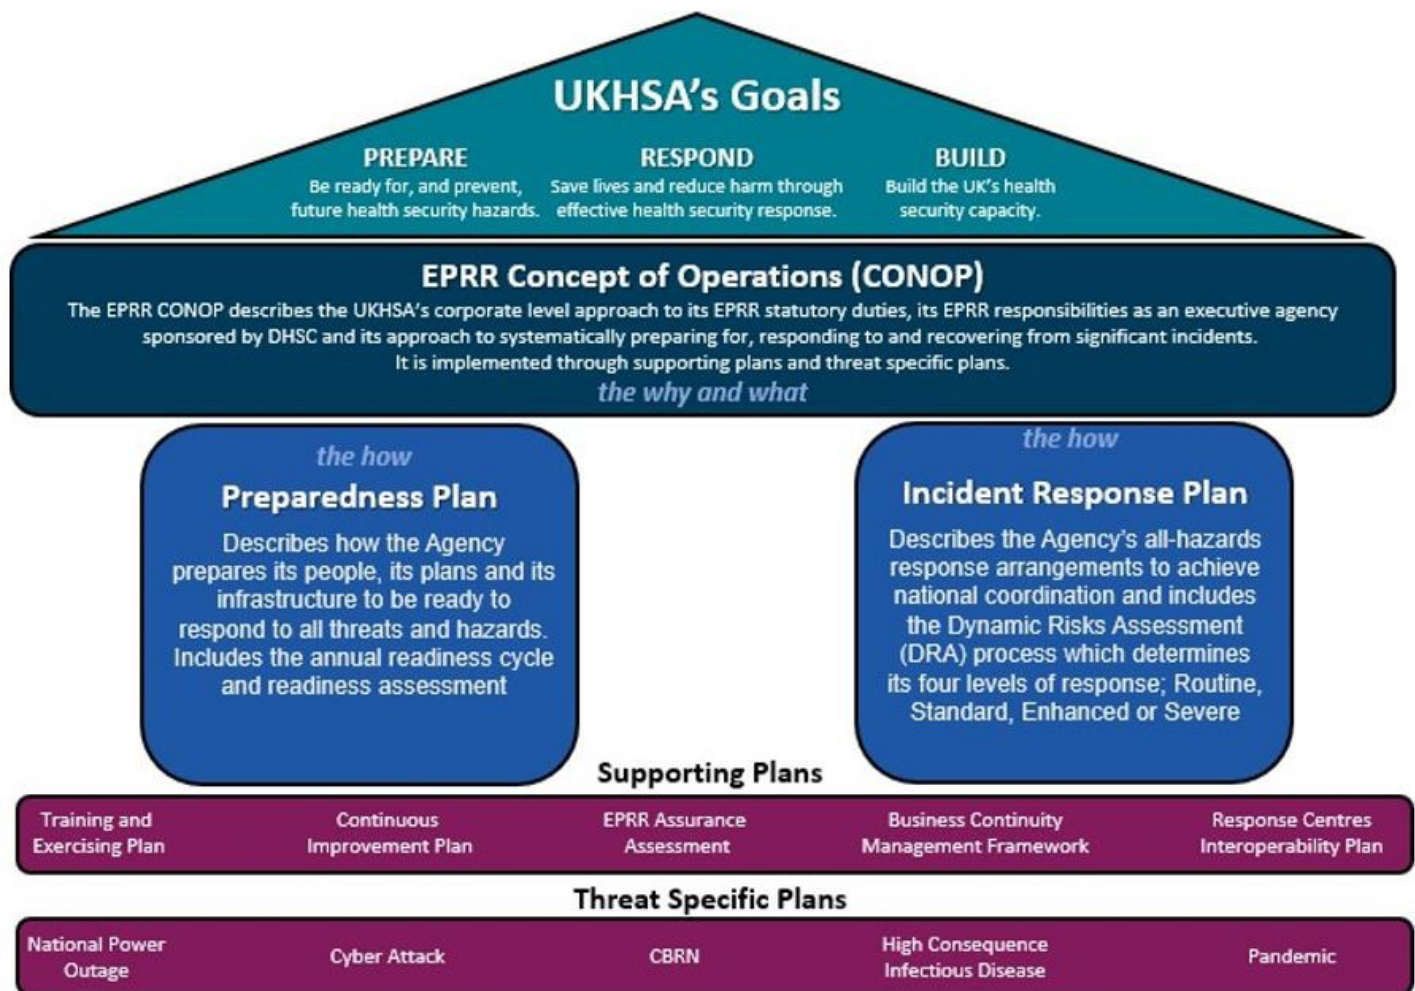 UKHSA's Goals
PREPARE
Be ready for, and prevent,
future health security hazards.
RESPOND
Save lives and reduce harm through
effective health security response.
BUILD
Build the UK's health
security capacity.
EPRR Concept of Operations (CONOP)
The EPRR CONOP describes the UKHSA's corporate level approach to its EPRR statutory duties, its EPRR responsibilities as an executive agency
sponsored by DHSC and its approach to systematically preparing for, responding to and recovering from significant incidents.
It is implemented through supporting plans and threat specific plans.
the why and what
the how
Preparedness Plan
Describes how the Agency
prepares its people, its plans and its
infrastructure to be ready to
respond to all threats and hazards.
Includes the annual readiness cycle
and readiness assessment
the how
Incident Response Plan
Describes the Agency's all-hazards
response arrangements to achieve
national coordination and includes
the Dynamic Risks Assessment
(DRA) process which determines
its four levels of response; Routine,
Standard, Enhanced or Severe
Supporting Plans
Training and
Exercising Plan
Continuous
Improvement Plan
EPRR Assurance
Assessment
Business Continuity
Management Framework
Response Centres
Interoperability Plan
Threat Specific Plans
National Power
Outage
Cyber Attack
CBRN
High Consequence
Infectious Disease
Pandemic